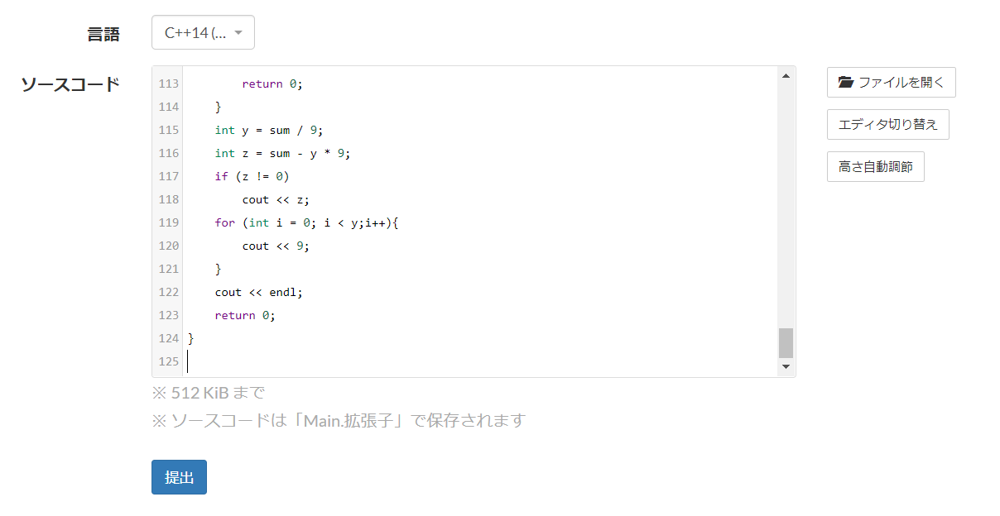 言語
C++14 (...
ソースコード
113 return 0;
114 }
115 int y = sum / 9;
116 int z = sum - y * 9;
117 if (z != 0)
118 cout << z;
119 for (int i = 0; i < y;i++){
120 cout << 9;
121 }
122 cout << endl;
123 return 0;
124 }
125
ファイルを開く
エディタ切り替え
高さ自動調節
※ 512 KiB まで
※ ソースコードは「Main.拡張子」で保存されます
提出